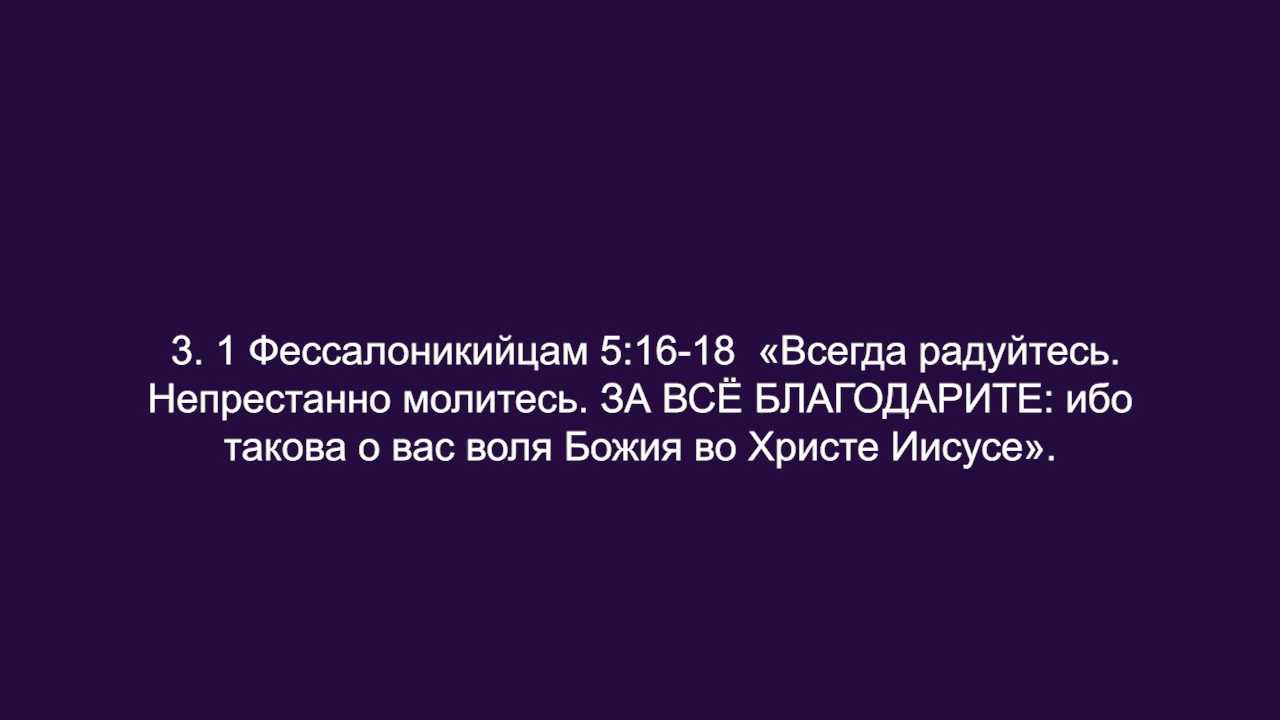 3. 1 Фессалоникийцам 5:16-18  «Всегда радуйтесь.
Непрестанно молитесь. ЗА ВСЁ БЛАГОДАРИТЕ: ибо
такова о вас воля Божия во Христе Иисусе».